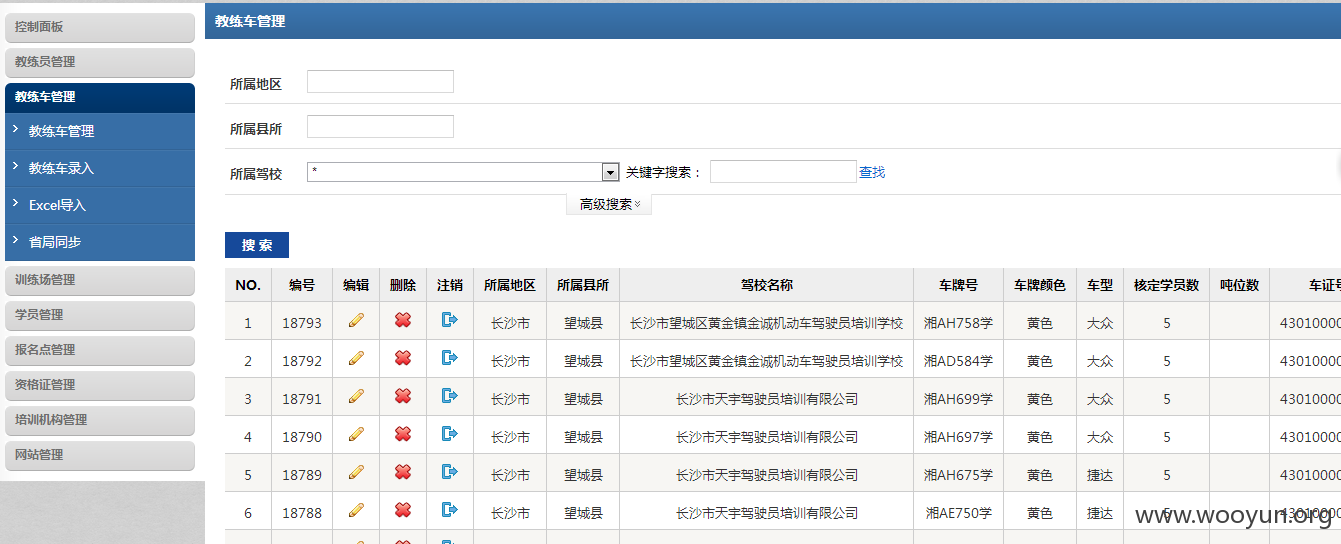 控制面板
教练员管理
教练车管理
教练车管理
教练车录入
Excel导入
省局同步
训练场管理
学员管理
报名点管理
资格证管理
培训机构管理
网站管理
教练车管理
所属地区
所属县所
所属驾校 * 关键字搜索： 查找
高级搜索
搜 索
NO. 编号 编辑 删除 注销 所属地区 所属县所 驾校名称 车牌号 车牌颜色 车型 核定学员数 吨位数 车证号
1 18793 长沙市 望城县 长沙市望城区黄金镇金诚机动车驾驶员培训学校 湘AH758学 黄色 大众 5 43010000
2 18792 长沙市 望城县 长沙市望城区黄金镇金诚机动车驾驶员培训学校 湘AD584学 黄色 大众 5 43010000
3 18791 长沙市 望城县 长沙市天宇驾驶员培训有限公司 湘AH699学 黄色 大众 5 43010000
4 18790 长沙市 望城县 长沙市天宇驾驶员培训有限公司 湘AH697学 黄色 大众 5 43010000
5 18789 长沙市 望城县 长沙市天宇驾驶员培训有限公司 湘AH675学 黄色 捷达 5 43010000
6 18788 长沙市 望城县 长沙市天宇驾驶员培训有限公司 湘AE750学 黄色 捷达 5 43010000
www.wooyun.org